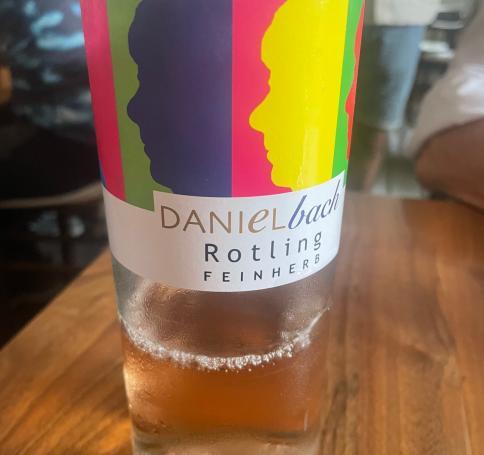 DANIELbach
Rotling
FEINHERB